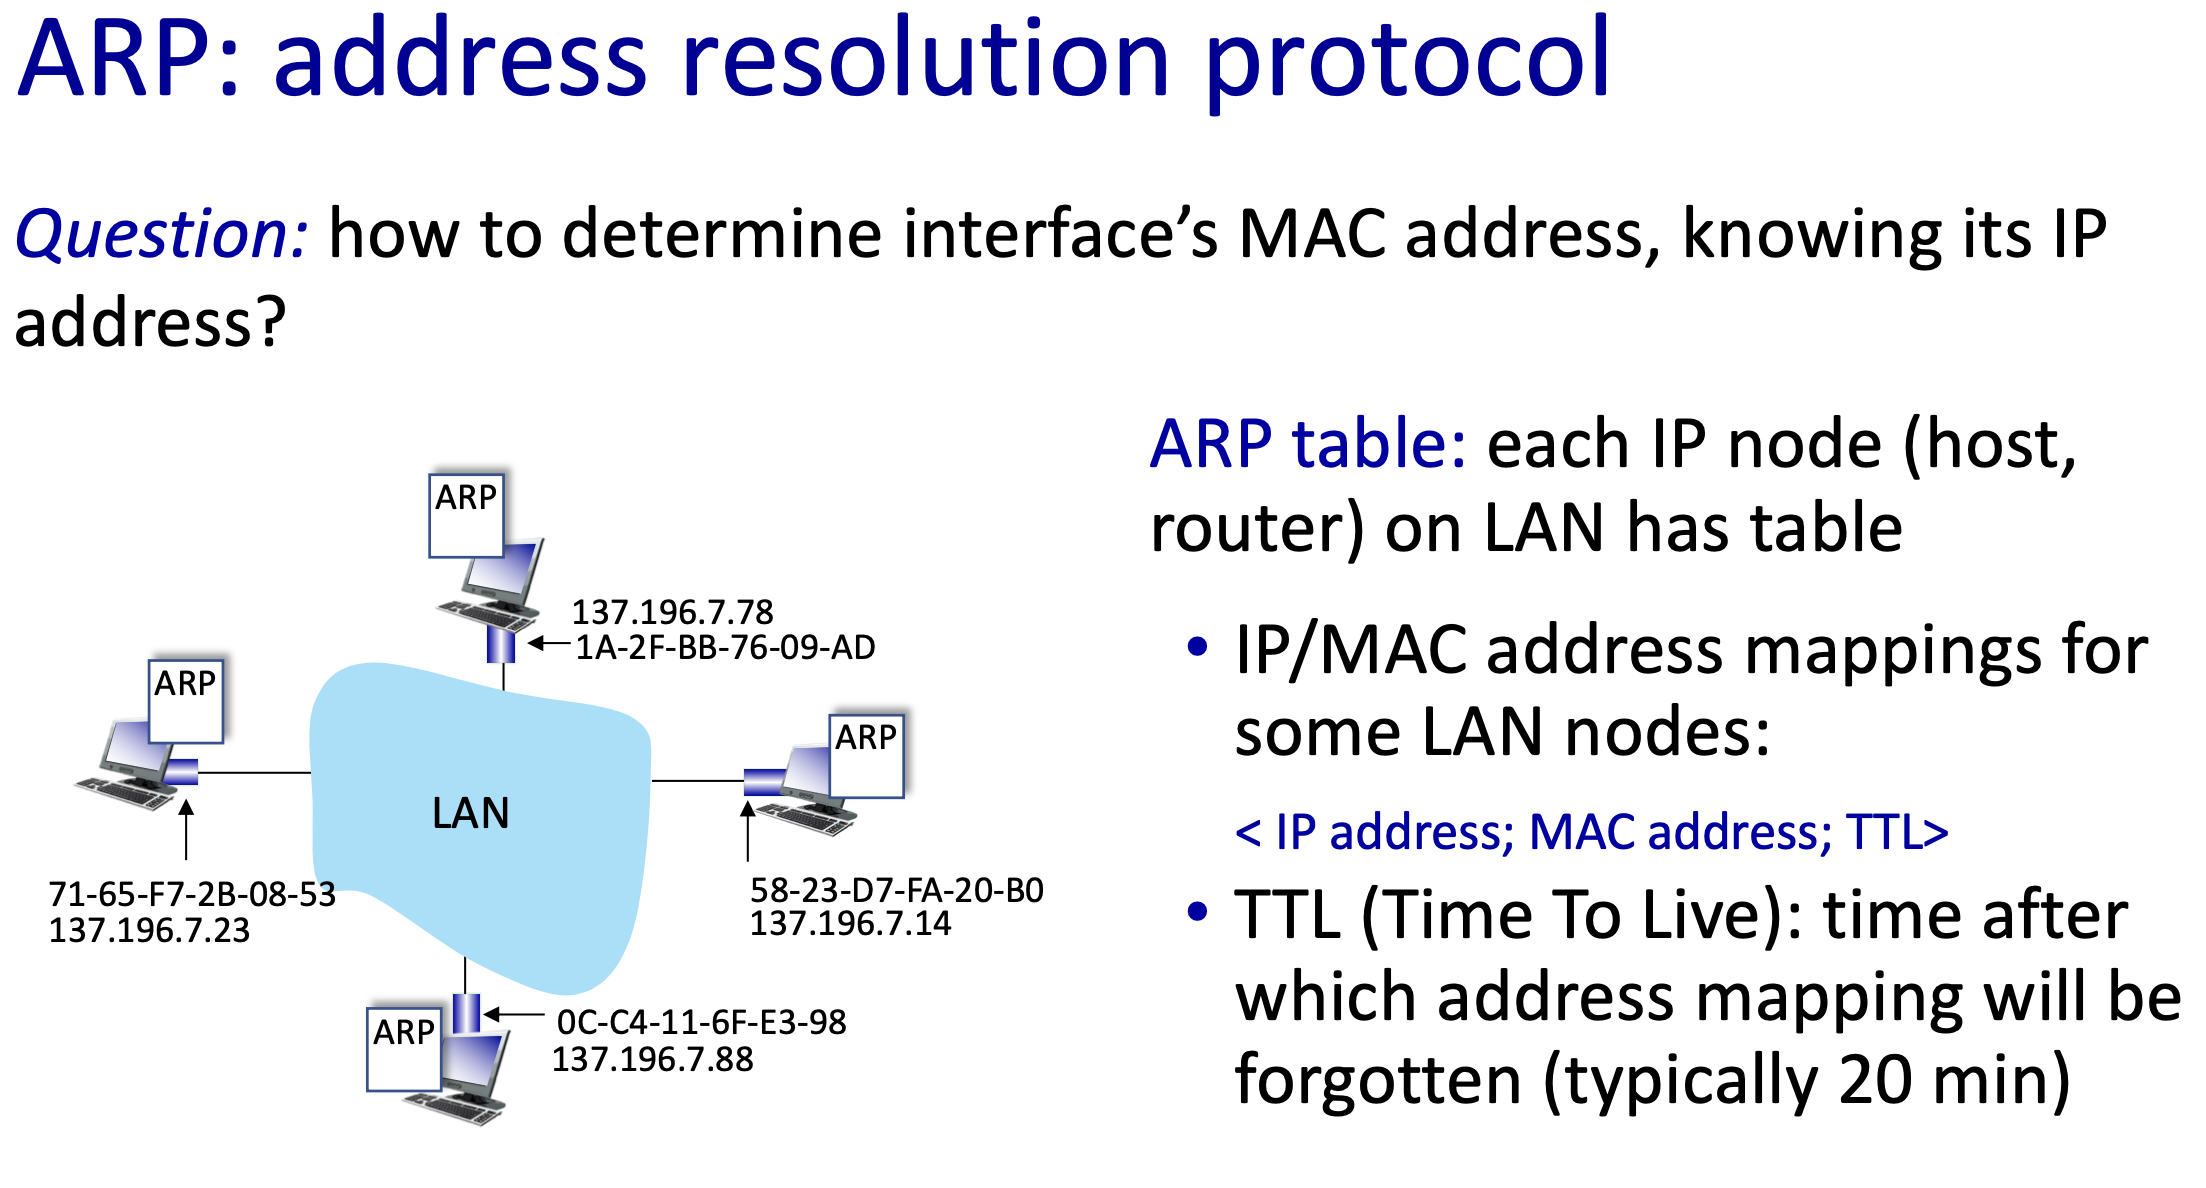 ARP: address resolution protocol
Question: how to determine interface’s MAC address, knowing its IP
address?
ARP
137.196.7.78
1A-2F-BB-76-09-AD
ARP
ARP
LAN
71-65-F7-2B-08-53
137.196.7.23
58-23-D7-FA-20-B0
137.196.7.14
ARP
0C-C4-11-6F-E3-98
137.196.7.88
ARP table: each IP node (host,
router) on LAN has table
• IP/MAC address mappings for
some LAN nodes:
< IP address; MAC address; TTL>
• TTL (Time To Live): time after
which address mapping will be
forgotten (typically 20 min)